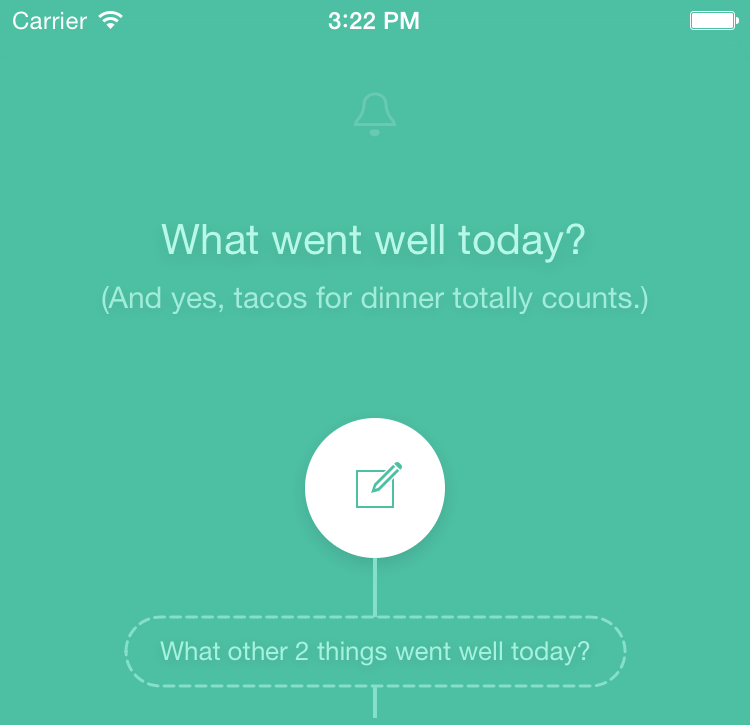 Carrier 3:22 PM
What went well today?
(And yes, tacos for dinner totally counts.)
What other 2 things went well today?